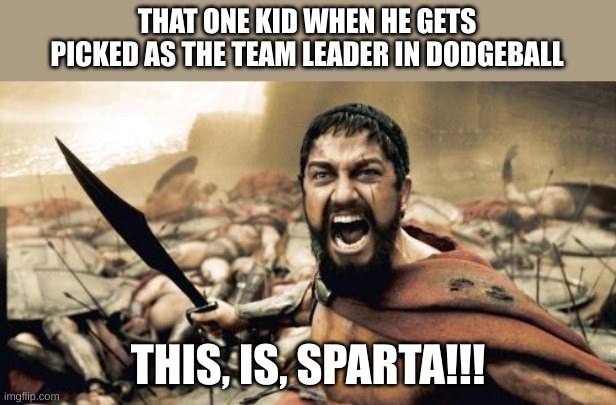 THAT ONE KID WHEN HE GETS
PICKED AS THE TEAM LEADER IN DODGEBALL
THIS, IS, SPARTA!!!
imgflip.com